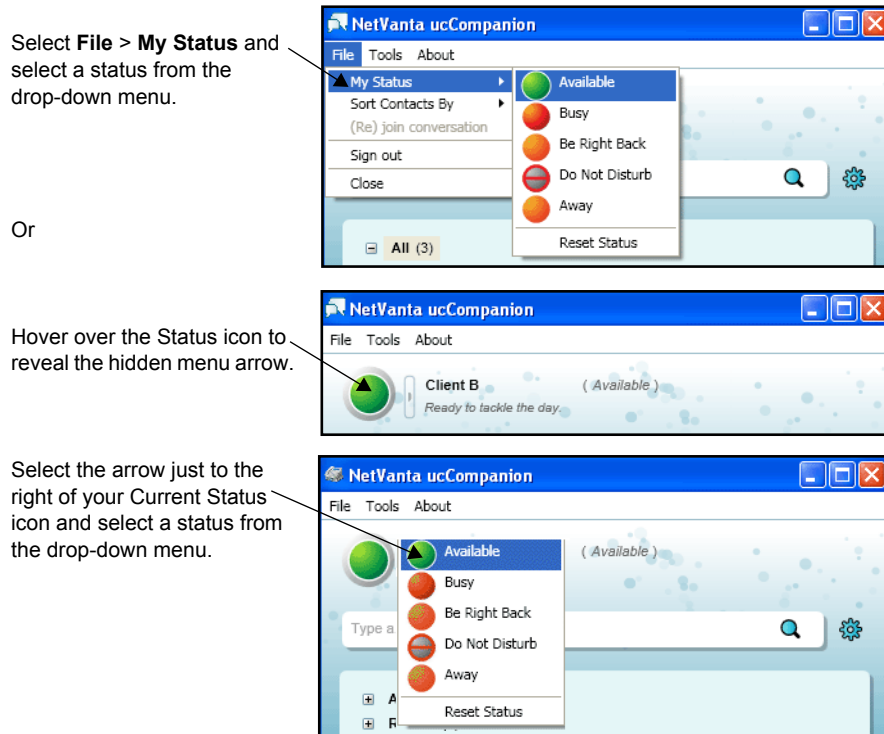 Select File > My Status and
select a status from the
drop-down menu.
NetVanta ucCompanion
File Tools About
My Status
Sort Contacts By
(Re) join conversation
Sign out
Close
Available
Busy
Be Right Back
Do Not Disturb
Away
Reset Status
All (3)
Or
Hover over the Status icon to
reveal the hidden menu arrow.
NetVanta ucCompanion
File Tools About
Client B ( Available )
Ready to tackle the day.
Select the arrow just to the
right of your Current Status
icon and select a status from
the drop-down menu.
NetVanta ucCompanion
File Tools About
( Available )
Available
Busy
Be Right Back
Do Not Disturb
Away
Reset Status
Type a